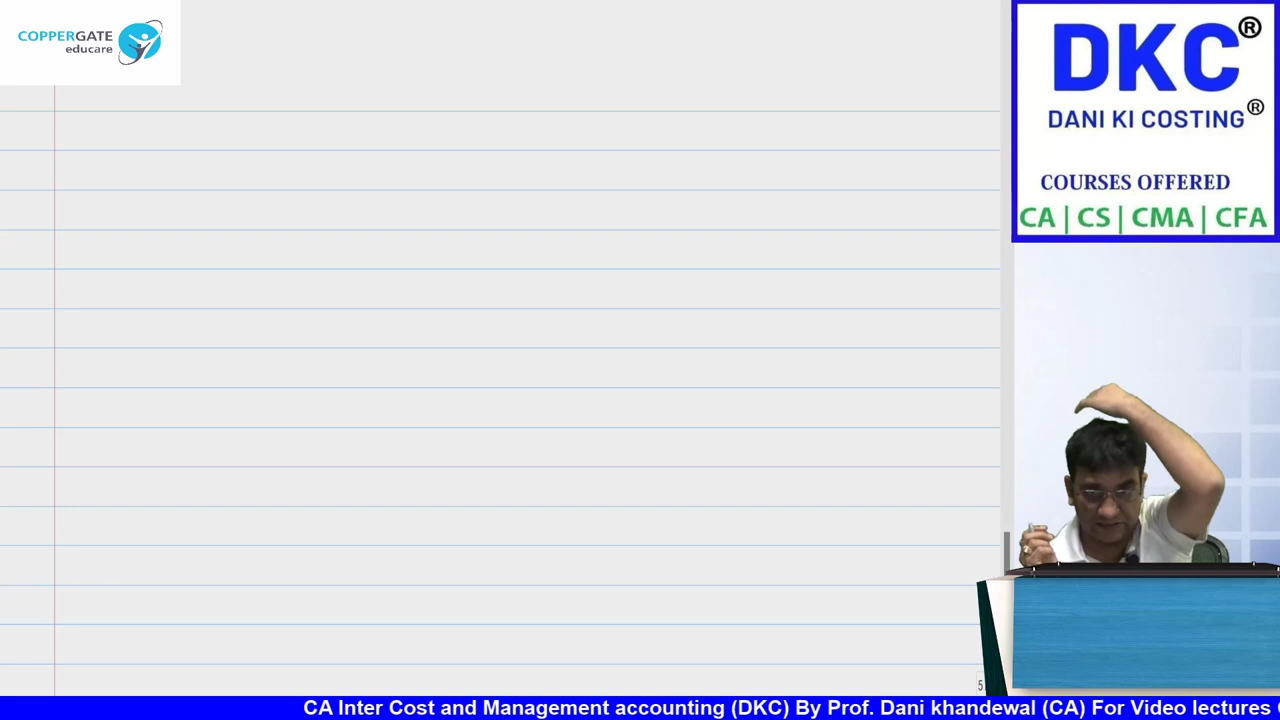 COPPERGATE
educare
DKC®
DANI KI COSTING®
COURSES OFFERED
CA | CS | CMA | CFA
5
CA Inter Cost and Management accounting (DKC) By Prof. Dani khandewal (CA) For Video lectures